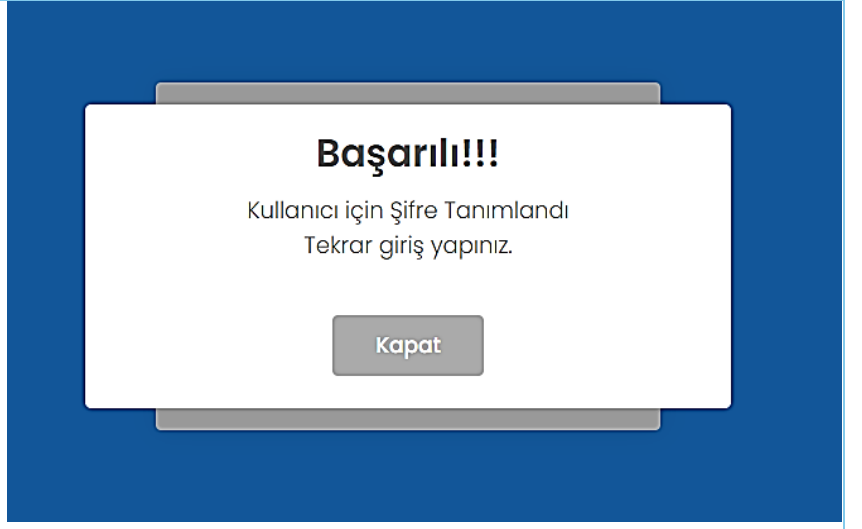 Başarılı!!!
Kullanıcı için Şifre Tanımlandı
Tekrar giriş yapınız.
Kapat